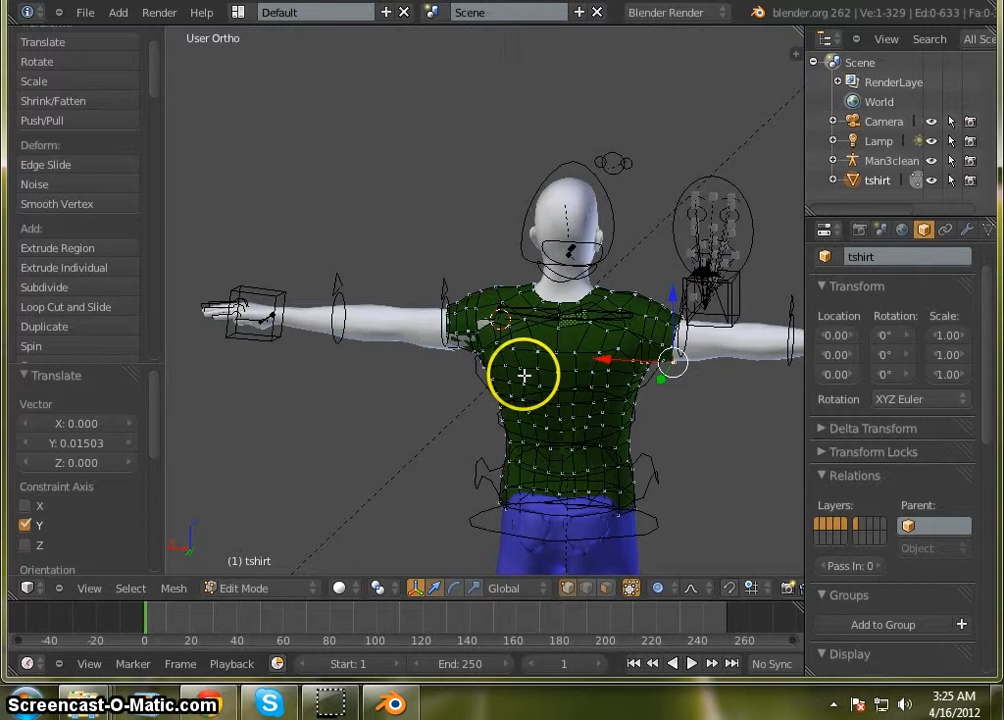 File Add Render Help Default Scene Blender Render blender.org 262 | Ve:1-329 | Ed:0-633 | Fa:0-
Translate
Rotate
Scale
Shrink/Fatten
Push/Pull
Deform:
Edge Slide
Noise
Smooth Vertex
Add:
Extrude Region
Extrude Individual
Subdivide
Loop Cut and Slide
Duplicate
Spin
Translate
Vector
X: 0.000
Y: 0.01503
Z: 0.000
Constraint Axis
X
Y
Z
Orientation
User Ortho
(1) tshirt
View Select Mesh Edit Mode Global
View Search All Sce
Scene
RenderLaye
World
Camera
Lamp
Man3clean
tshirt
tshirt
Transform
Location Rotation: Scale:
0.00 0° 1.00
0.00 0° 1.00
0.00 0° 1.00
Rotation XYZ Euler
Delta Transform
Transform Locks
Relations
Layers: Parent:
Object
Pass In: 0
Groups
Add to Group
Display
-40 -20 0 20 40 60 80 100 120 140 160 180 200 220 240 260
View Marker Frame Playback Start: 1 End: 250 1 No Sync
Screencast-O-Matic.com
3:25 AM
4/16/2012